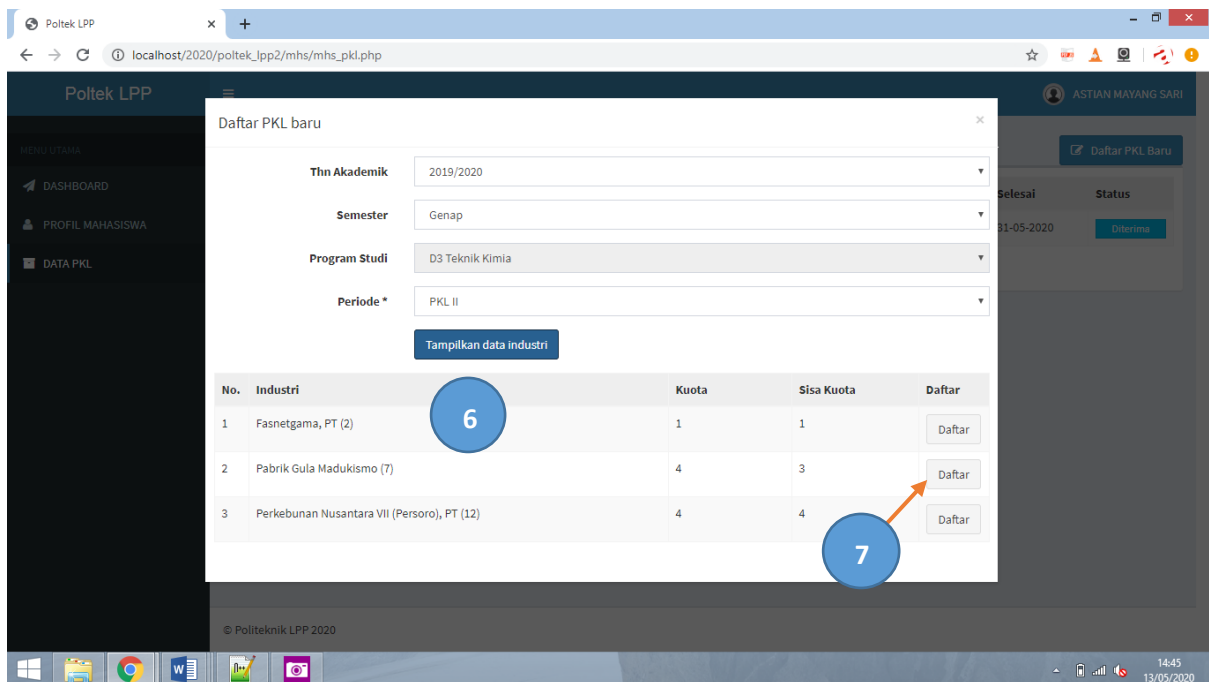 Poltek LPP
localhost/2020/poltek_lpp2/mhs/mhs_pkl.php
Poltek LPP
ASTIAN MAYANG SARI
Daftar PKL baru
×
MENU UTAMA
Daftar PKL Baru
DASHBOARD
PROFIL MAHASISWA
DATA PKL
Selesai Status
31-05-2020 Diterima
Thn Akademik 2019/2020
Semester Genap
Program Studi D3 Teknik Kimia
Periode * PKL II
Tampilkan data industri
No. Industri Kuota Sisa Kuota Daftar
1 Fasnetgama, PT (2) 1 1 Daftar
6
2 Pabrik Gula Madukismo (7) 4 3 Daftar
3 Perkebunan Nusantara VII (Persoro), PT (12) 4 4 Daftar
7
© Politeknik LPP 2020
14:45
13/05/2020